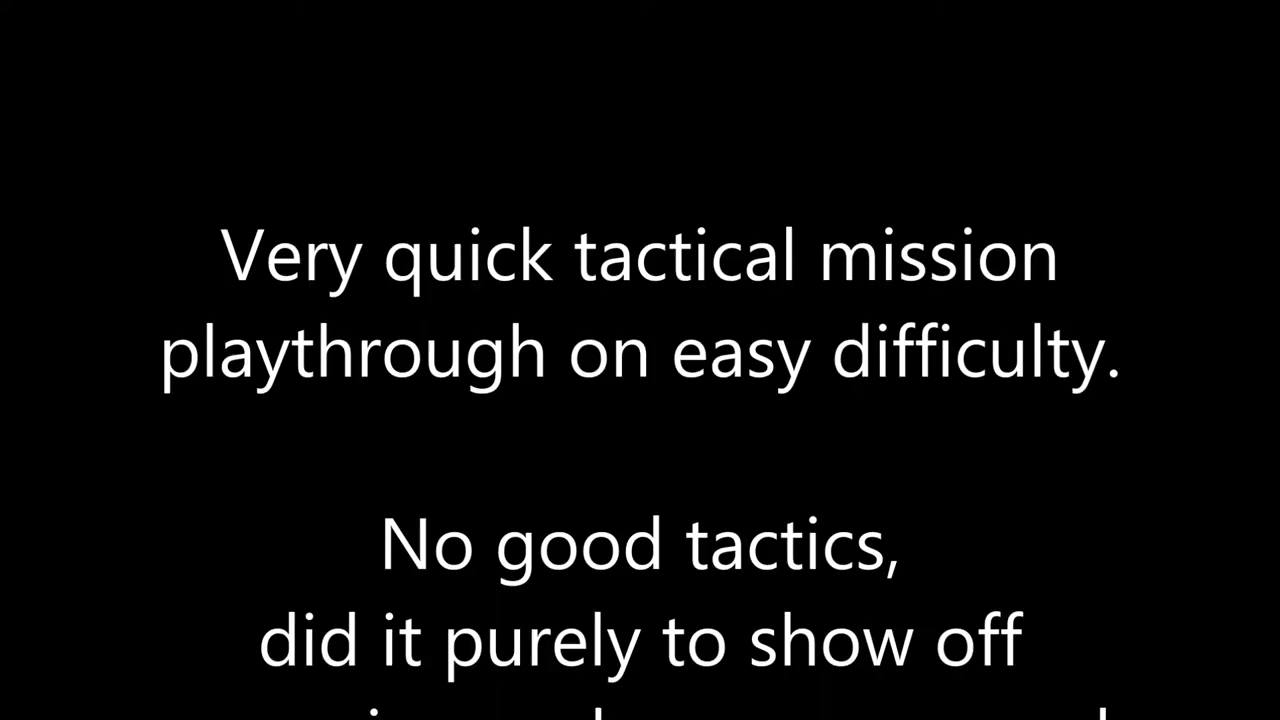 Very quick tactical mission
playthrough on easy difficulty.
No good tactics,
did it purely to show off